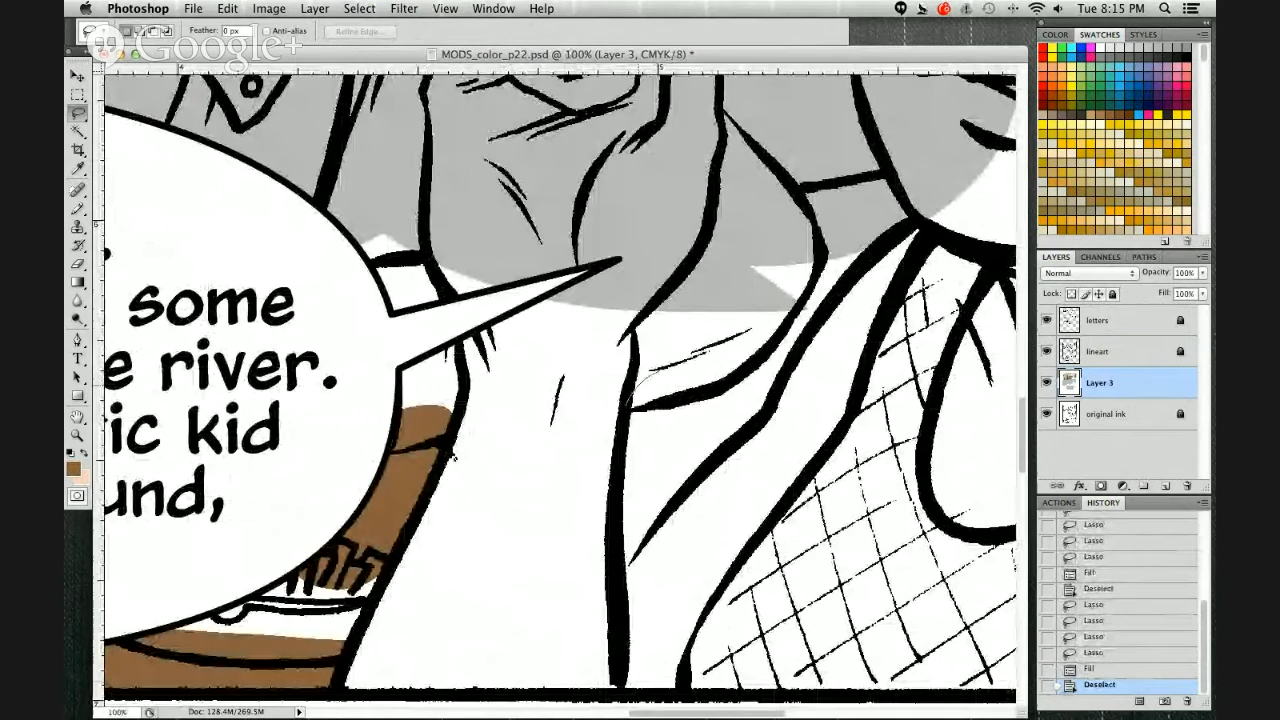 Photoshop File Edit Image Layer Select Filter View Window Help Tue 8:15 PM
Feather: 0 px Anti-alias Refine Edge...
Google+
MODS_color_p22.psd @ 100% (Layer 3, CMYK/8) *
4 5
COLOR SWATCHES STYLES
LAYERS CHANNELS PATHS
Normal Opacity: 100%
Lock: Fill: 100%
letters
lineart
Layer 3
original ink
some
e river.
ic kid
und,
ACTIONS HISTORY
Lasso
Lasso
Lasso
Fill
Deselect
Lasso
Lasso
Lasso
Lasso
Fill
Deselect
100% Doc: 128.4M/269.5M